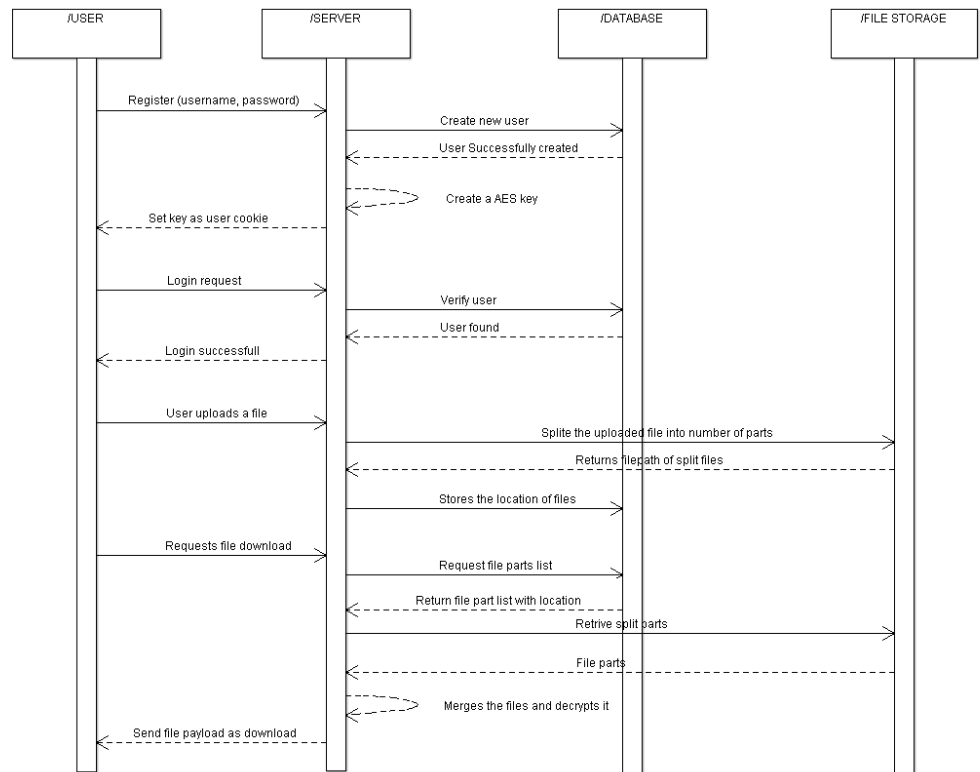 /USER
/SERVER
/DATABASE
/FILE STORAGE
Register (username, password)
Create new user
User Successfully created
Create a AES key
Set key as user cookie
Login request
Verify user
User found
Login successfull
User uploads a file
Splite the uploaded file into number of parts
Returns filepath of split files
Stores the location of files
Requests file download
Request file parts list
Return file part list with location
Retrive split parts
File parts
Merges the files and decrypts it
Send file payload as download